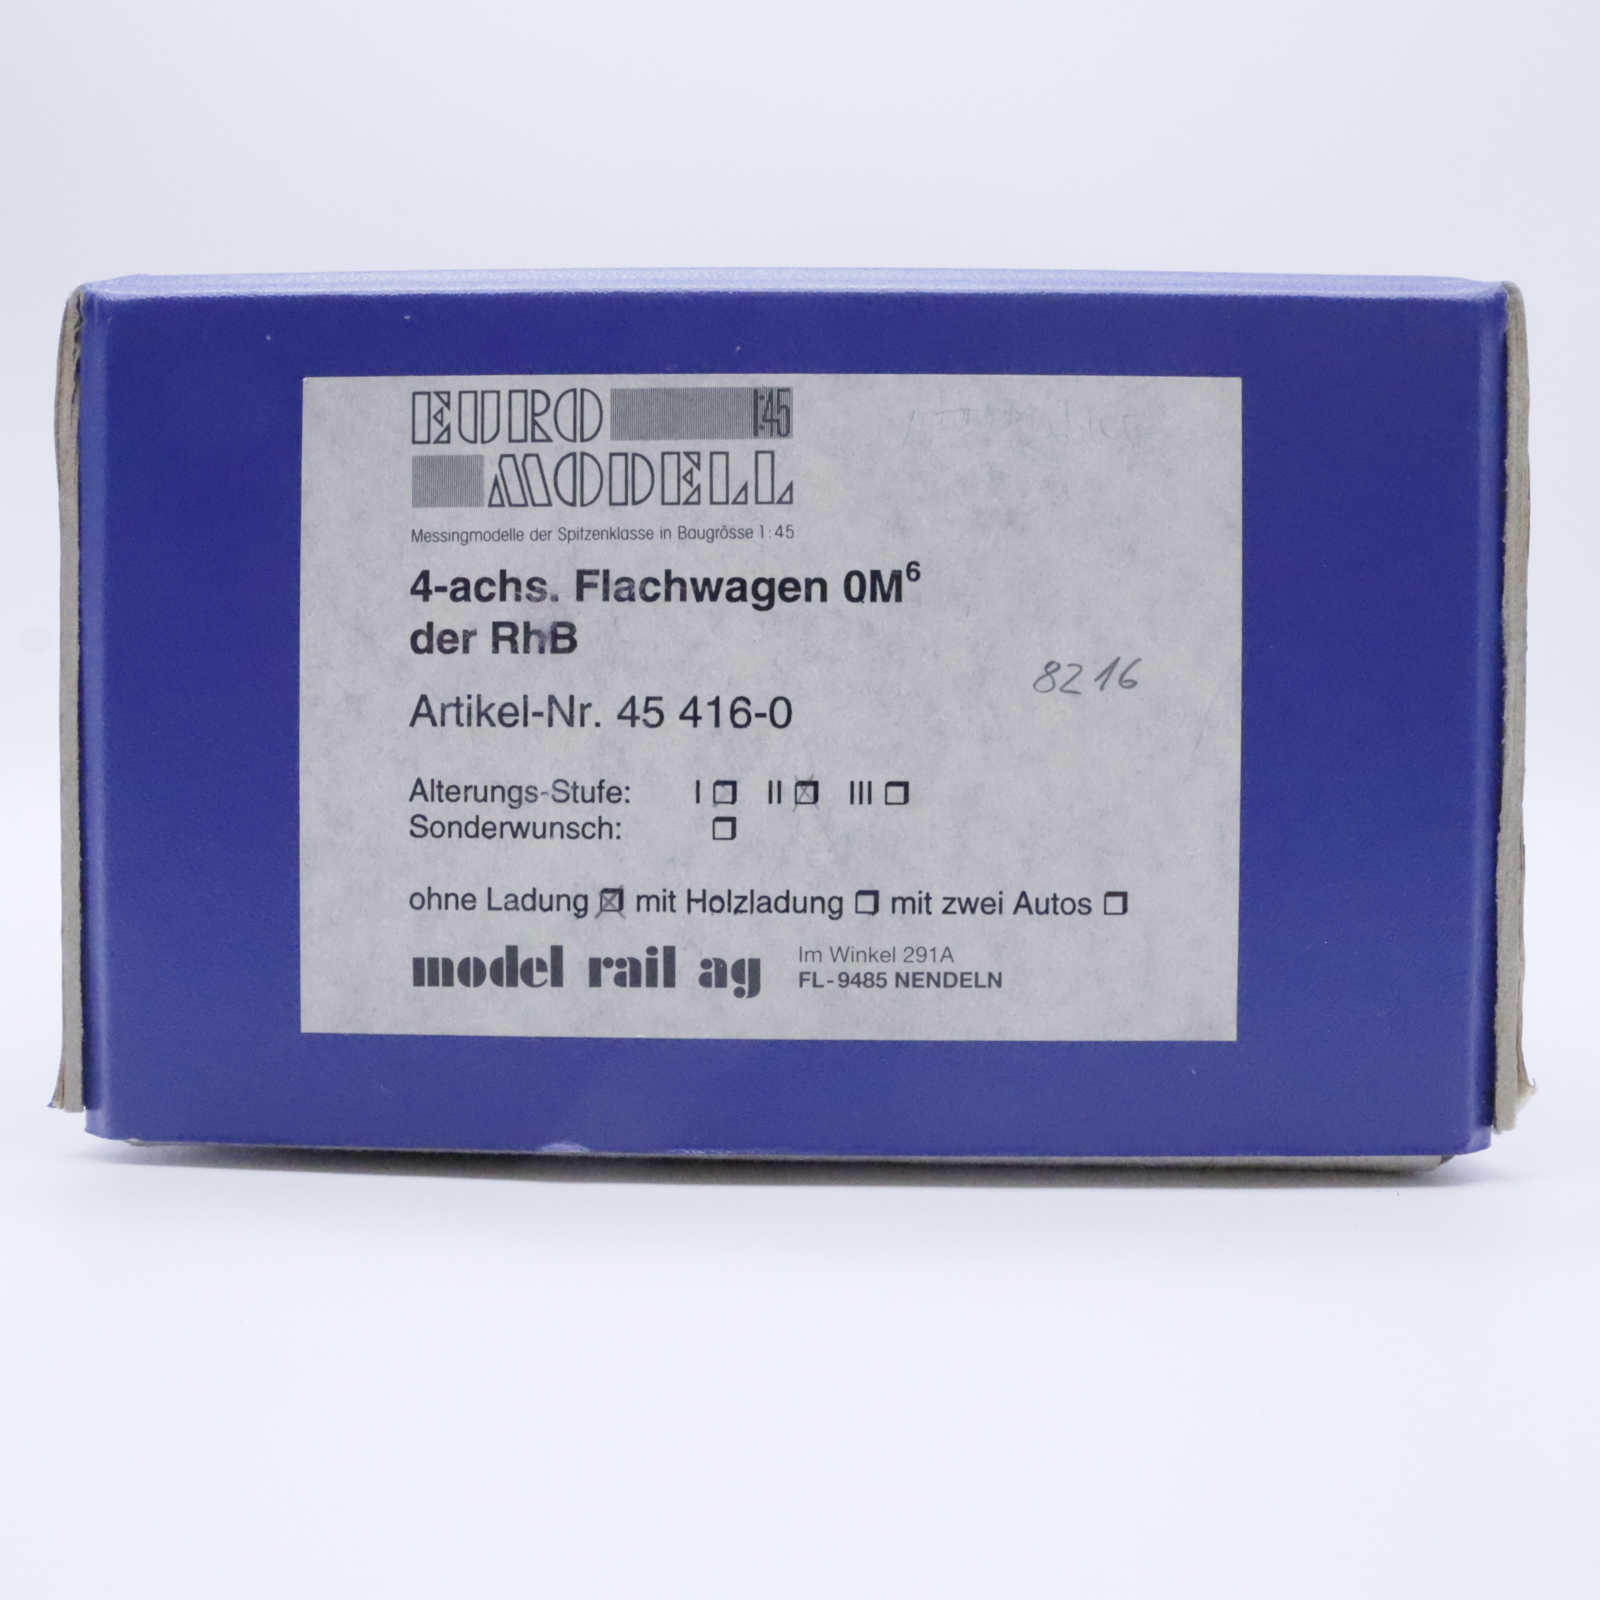 EURO 1:45
MODELL
Messingmodelle der Spitzenklasse in Baugrösse 1:45
4-achs. Flachwagen 0M⁶
der RhB
8216
Artikel-Nr. 45 416-0
Alterungs-Stufe: I ☐ II ☒ III ☐
Sonderwunsch: ☐
ohne Ladung ☒ mit Holzladung ☐ mit zwei Autos ☐
model rail ag
Im Winkel 291A
FL-9485 NENDELN